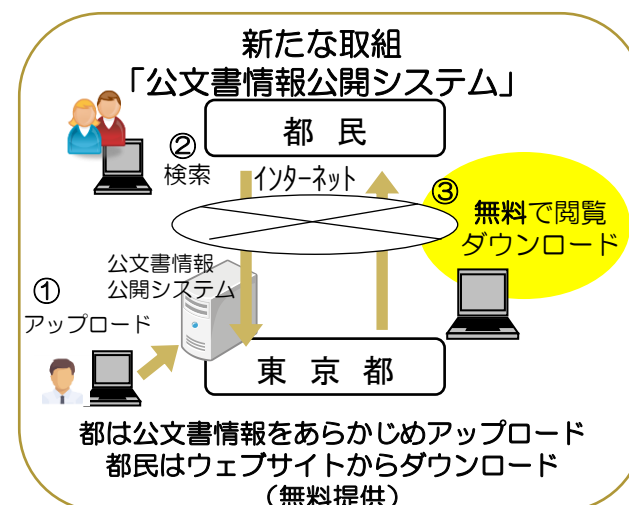 新たな取組
「公文書情報公開システム」
都 民
②
検索
インターネット
③
無料で閲覧
ダウンロード
公文書情報
公開システム
①
アップロード
東 京 都
都は公文書情報をあらかじめアップロード
都民はウェブサイトからダウンロード
(無料提供)